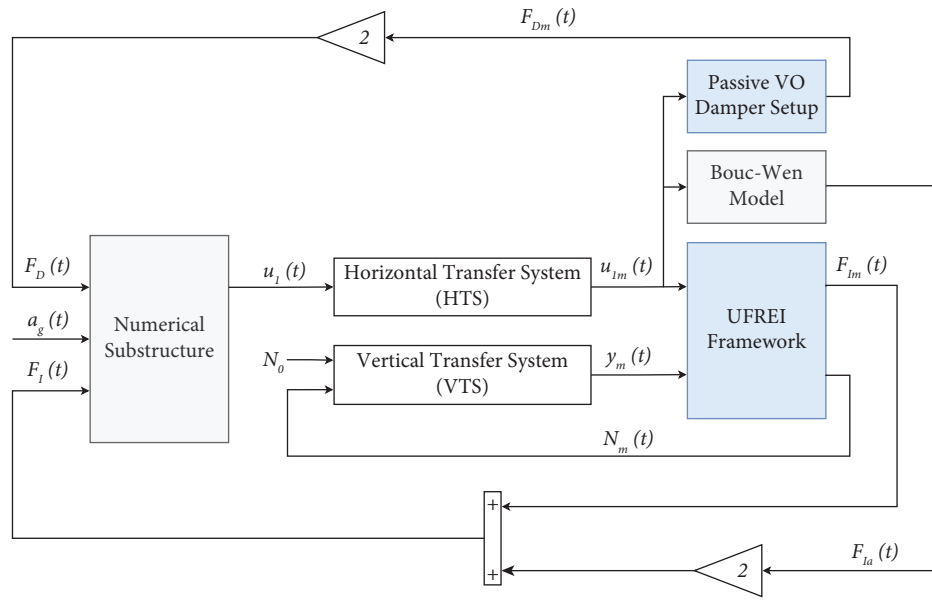 F_Dm (t)
2
Passive VO
Damper Setup
Bouc-Wen
Model
F_D (t)
u_1 (t)
Horizontal Transfer System
(HTS)
u_1m (t)
F_Im (t)
a_g (t)
Numerical
Substructure
UFREI
Framework
F_I (t)
N_0
Vertical Transfer System
(VTS)
y_m (t)
N_m (t)
+
+
2
F_Ia (t)